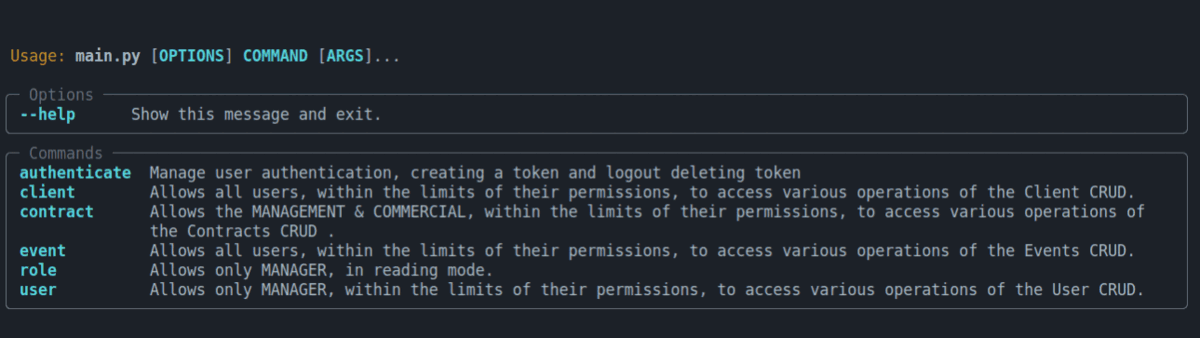 Usage: main.py [OPTIONS] COMMAND [ARGS]...
Options
--help Show this message and exit.
Commands
authenticate Manage user authentication, creating a token and logout deleting token
client Allows all users, within the limits of their permissions, to access various operations of the Client CRUD.
contract Allows the MANAGEMENT & COMMERCIAL, within the limits of their permissions, to access various operations of
the Contracts CRUD .
event Allows all users, within the limits of their permissions, to access various operations of the Events CRUD.
role Allows only MANAGER, in reading mode.
user Allows only MANAGER, within the limits of their permissions, to access various operations of the User CRUD.